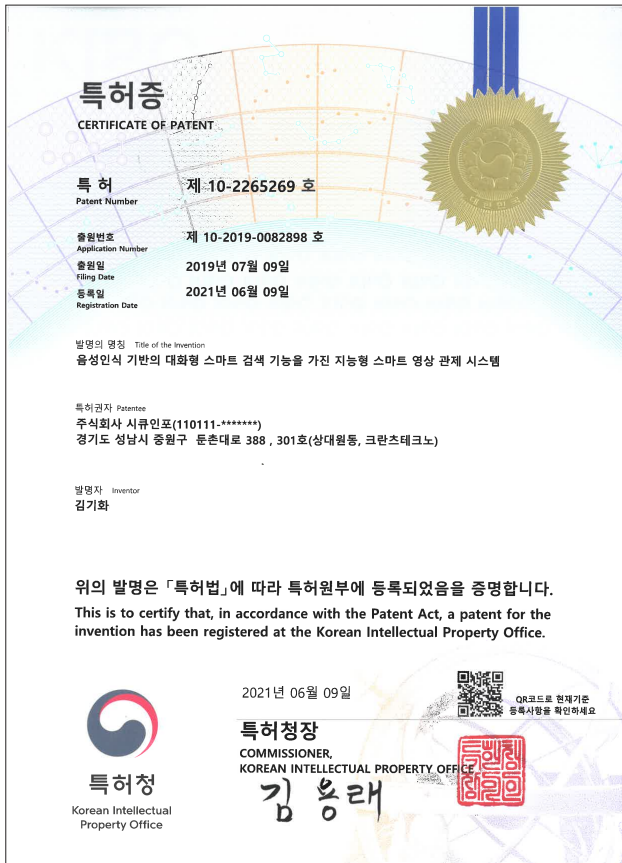 특허증
CERTIFICATE OF PATENT
특 허 제 10-2265269 호
Patent Number
출원번호 제 10-2019-0082898 호
Application Number
출원일 2019년 07월 09일
Filing Date
등록일 2021년 06월 09일
Registration Date
발명의 명칭 Title of the Invention
음성인식 기반의 대화형 스마트 검색 기능을 가진 지능형 스마트 영상 관제 시스템
특허권자 Patentee
주식회사 시큐인포(110111-*******)
경기도 성남시 중원구 둔촌대로 388 , 301호(상대원동, 크란츠테크노)
발명자 Inventor
김기화
위의 발명은 「특허법」에 따라 특허원부에 등록되었음을 증명합니다.
This is to certify that, in accordance with the Patent Act, a patent for the
invention has been registered at the Korean Intellectual Property Office.
2021년 06월 09일
QR코드로 현재기준
등록사항을 확인하세요
특허청장
COMMISSIONER,
KOREAN INTELLECTUAL PROPERTY OFFICE
김용래
특허청
Korean Intellectual
Property Office
대한민국